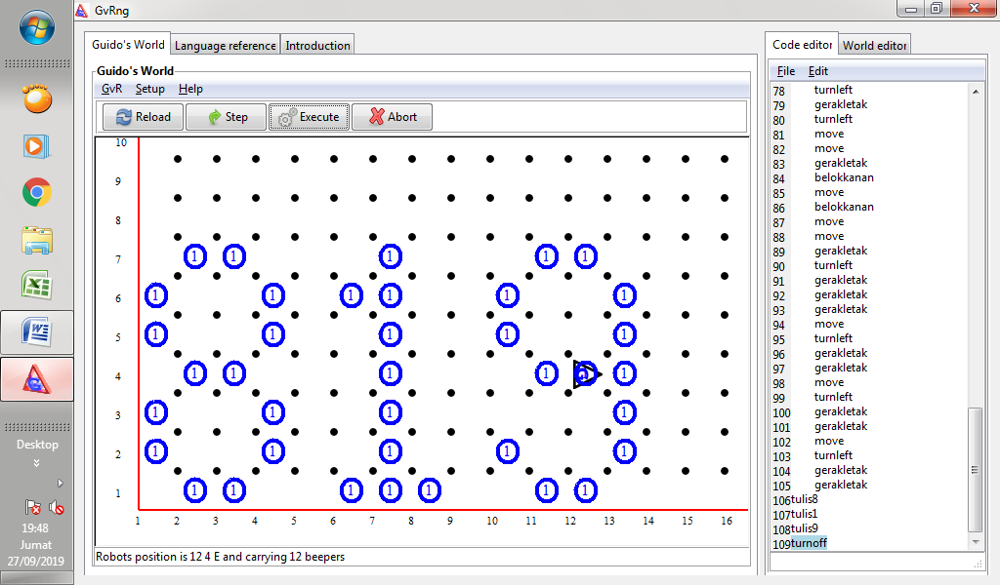 GvRng
Guido's World Language reference Introduction
Guido's World
GvR Setup Help
Reload Step Execute Abort
10
9
8
7 1 1 1 1 1
6 1 1 1 1 1 1
5 1 1 1 1 1
4 1 1 1 1 1
3 1 1 1 1
2 1 1 1 1 1
1 1 1 1 1 1 1 1
1 2 3 4 5 6 7 8 9 10 11 12 13 14 15 16
Robots position is 12 4 E and carrying 12 beepers
Code editor World editor
File Edit
78 turnleft
79 gerakletak
80 turnleft
81 move
82 move
83 gerakletak
84 belokkanan
85 move
86 belokkanan
87 move
88 move
89 gerakletak
90 turnleft
91 gerakletak
92 gerakletak
93 gerakletak
94 move
95 turnleft
96 gerakletak
97 gerakletak
98 move
99 turnleft
100 gerakletak
101 gerakletak
102 move
103 turnleft
104 gerakletak
105 gerakletak
106tulis8
107tulis1
108tulis9
109turnoff
Desktop
19:48
Jumat
27/09/2019